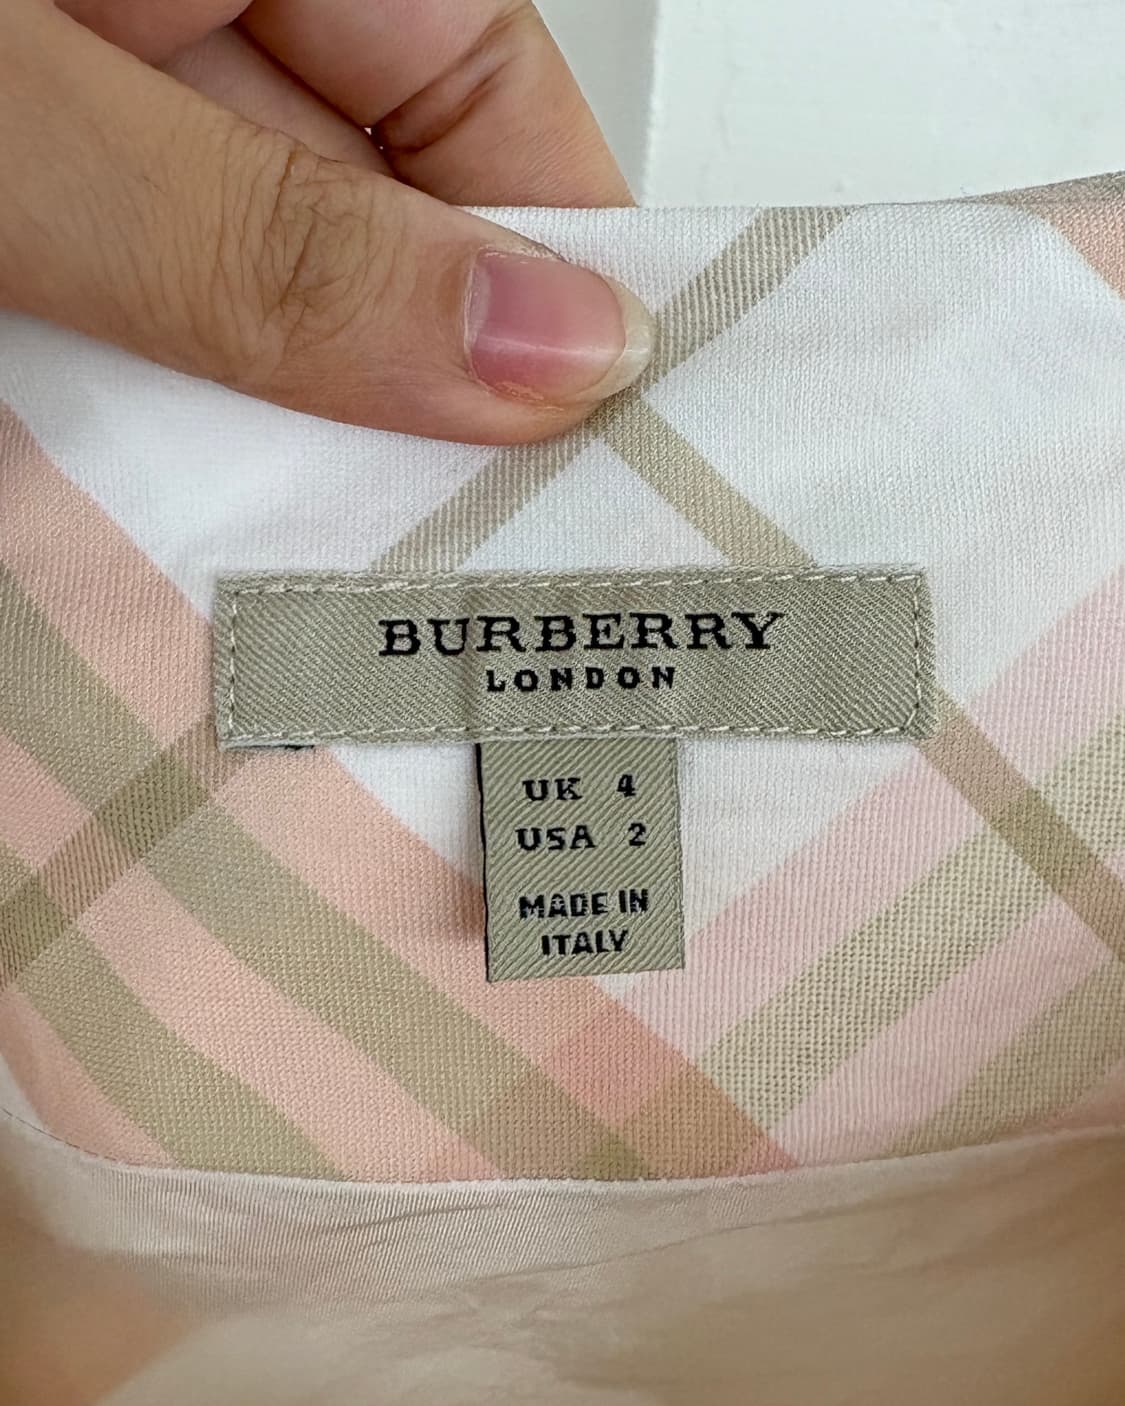 BURBERRY
LONDON
UK 4
USA 2
MADE IN
ITALY